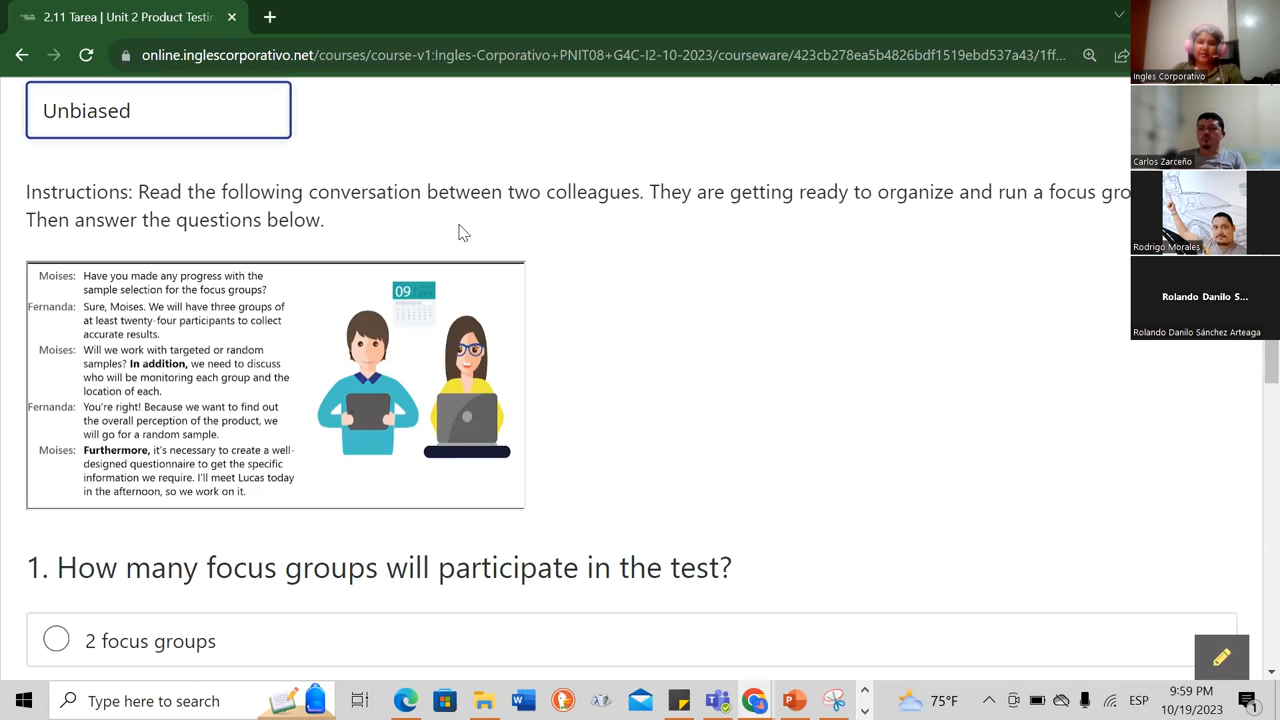 2.11 Tarea | Unit 2 Product Testin
online.inglescorporativo.net/courses/course-v1:Ingles-Corporativo+PNIT08+G4C-I2-10-2023/courseware/423cb278ea5b4826bdf1519ebd537a43/1ff...
Unbiased
Instructions: Read the following conversation between two colleagues. They are getting ready to organize and run a focus gro
Then answer the questions below.
Moises: Have you made any progress with the
sample selection for the focus groups?
Fernanda: Sure, Moises. We will have three groups of
at least twenty-four participants to collect
accurate results.
Moises: Will we work with targeted or random
samples? In addition, we need to discuss
who will be monitoring each group and the
location of each.
Fernanda: You're right! Because we want to find out
the overall perception of the product, we
will go for a random sample.
Moises: Furthermore, it's necessary to create a well-
designed questionnaire to get the specific
information we require. I'll meet Lucas today
in the afternoon, so we work on it.
09
1. How many focus groups will participate in the test?
2 focus groups
Ingles Corporativo
Carlos Zarceño
Rodrigo Morales
Rolando Danilo S...
Rolando Danilo Sánchez Arteaga
Type here to search
75°F
ESP
9:59 PM
10/19/2023
1